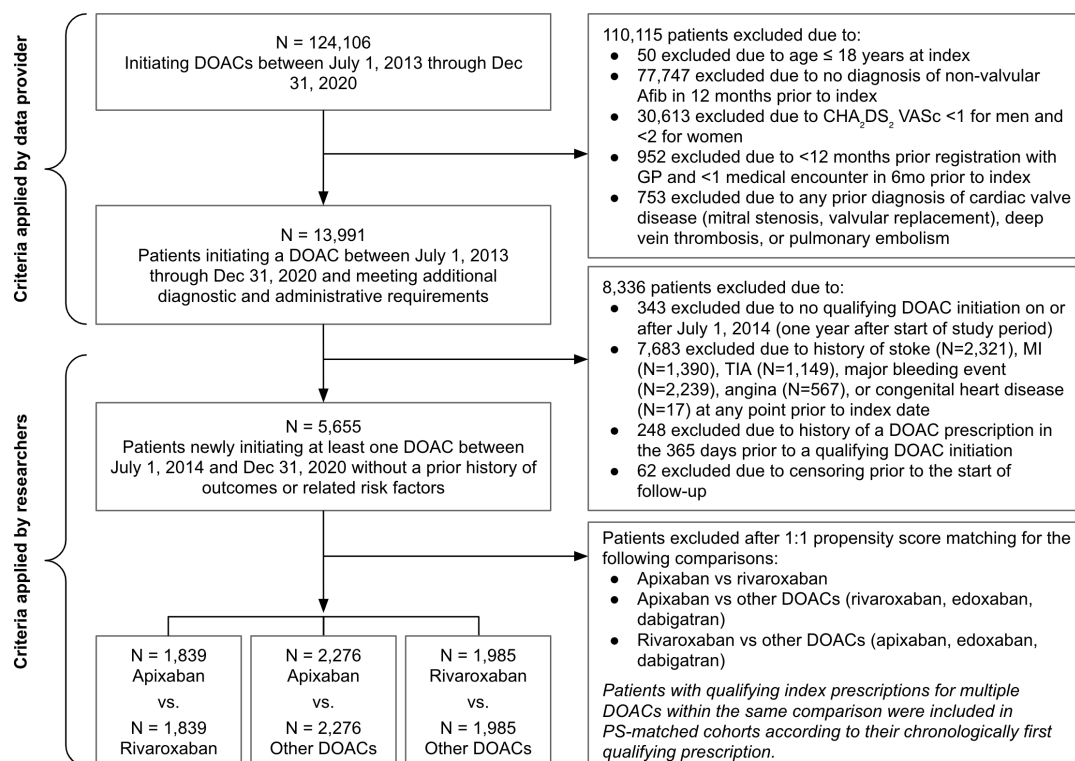 Criteria applied by data provider
N = 124,106
Initiating DOACs between July 1, 2013 through Dec
31, 2020
110,115 patients excluded due to:
● 50 excluded due to age ≤ 18 years at index
● 77,747 excluded due to no diagnosis of non-valvular
Afib in 12 months prior to index
● 30,613 excluded due to CHA₂DS₂ VASc <1 for men and
<2 for women
● 952 excluded due to <12 months prior registration with
GP and <1 medical encounter in 6mo prior to index
● 753 excluded due to any prior diagnosis of cardiac valve
disease (mitral stenosis, valvular replacement), deep
vein thrombosis, or pulmonary embolism
N = 13,991
Patients initiating a DOAC between July 1, 2013
through Dec 31, 2020 and meeting additional
diagnostic and administrative requirements
8,336 patients excluded due to:
● 343 excluded due to no qualifying DOAC initiation on or
after July 1, 2014 (one year after start of study period)
● 7,683 excluded due to history of stoke (N=2,321), MI
(N=1,390), TIA (N=1,149), major bleeding event
(N=2,239), angina (N=567), or congenital heart disease
(N=17) at any point prior to index date
● 248 excluded due to history of a DOAC prescription in
the 365 days prior to a qualifying DOAC initiation
● 62 excluded due to censoring prior to the start of
follow-up
Criteria applied by researchers
N = 5,655
Patients newly initiating at least one DOAC between
July 1, 2014 and Dec 31, 2020 without a prior history of
outcomes or related risk factors
Patients excluded after 1:1 propensity score matching for the
following comparisons:
● Apixaban vs rivaroxaban
● Apixaban vs other DOACs (rivaroxaban, edoxaban,
dabigatran)
● Rivaroxaban vs other DOACs (apixaban, edoxaban,
dabigatran)
Patients with qualifying index prescriptions for multiple
DOACs within the same comparison were included in
PS-matched cohorts according to their chronologically first
qualifying prescription.
N = 1,839
Apixaban
vs.
N = 1,839
Rivaroxaban
N = 2,276
Apixaban
vs.
N = 2,276
Other DOACs
N = 1,985
Rivaroxaban
vs.
N = 1,985
Other DOACs